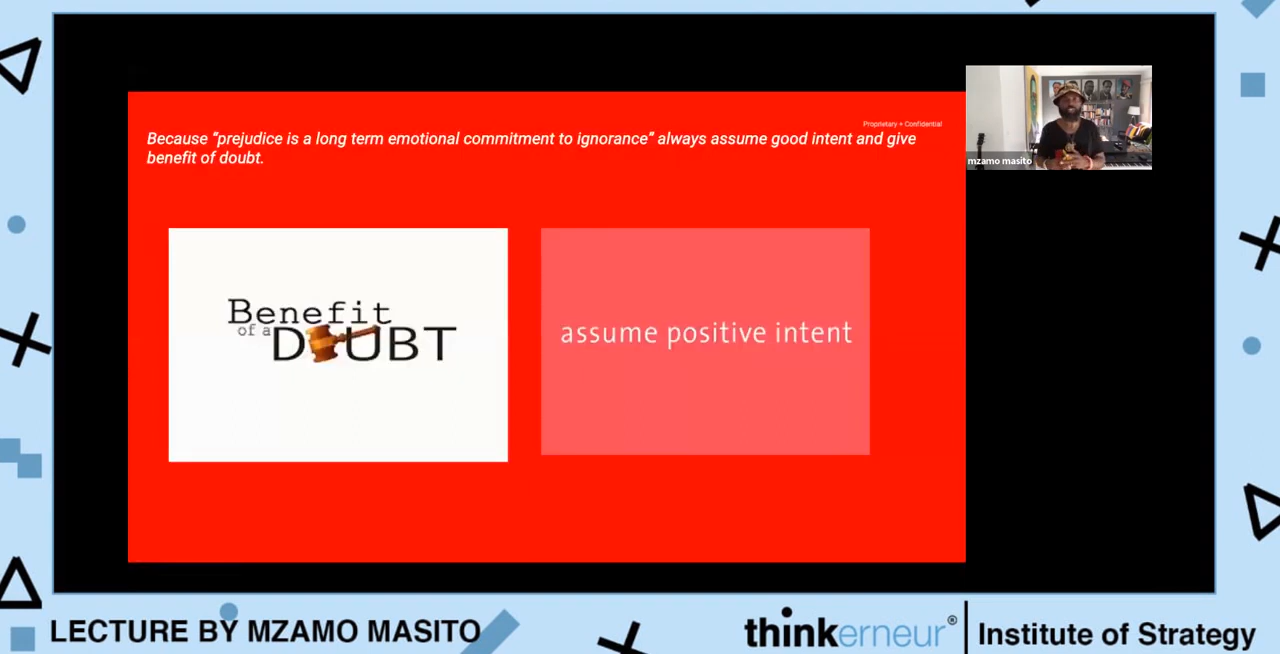 Proprietary + Confidential
Because “prejudice is a long term emotional commitment to ignorance” always assume good intent and give
benefit of doubt.
mzamo masito
Benefit
of a
DOUBT
assume positive intent
LECTURE BY MZAMO MASITO
thinkerneur®
Institute of Strategy